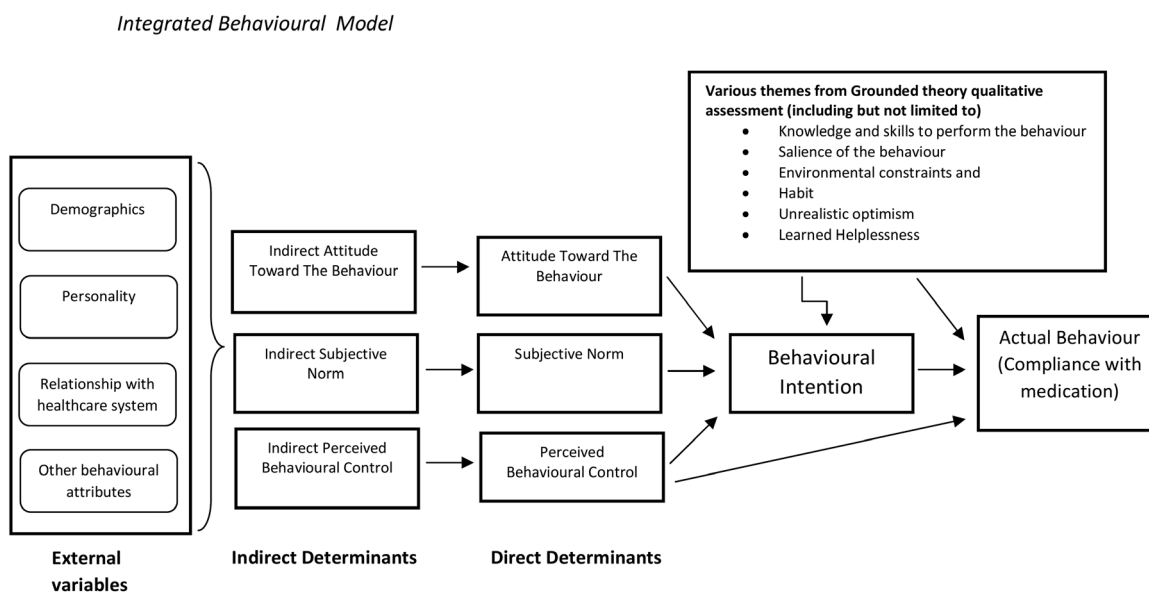 Integrated Behavioural Model
Various themes from Grounded theory qualitative
assessment (including but not limited to)
• Knowledge and skills to perform the behaviour
• Salience of the behaviour
• Environmental constraints and
• Habit
• Unrealistic optimism
• Learned Helplessness
Demographics
Personality
Relationship with
healthcare system
Other behavioural
attributes
Indirect Attitude
Toward The Behaviour
Indirect Subjective
Norm
Indirect Perceived
Behavioural Control
Attitude Toward The
Behaviour
Subjective Norm
Perceived
Behavioural Control
Behavioural
Intention
Actual Behaviour
(Compliance with
medication)
External
variables
Indirect Determinants
Direct Determinants